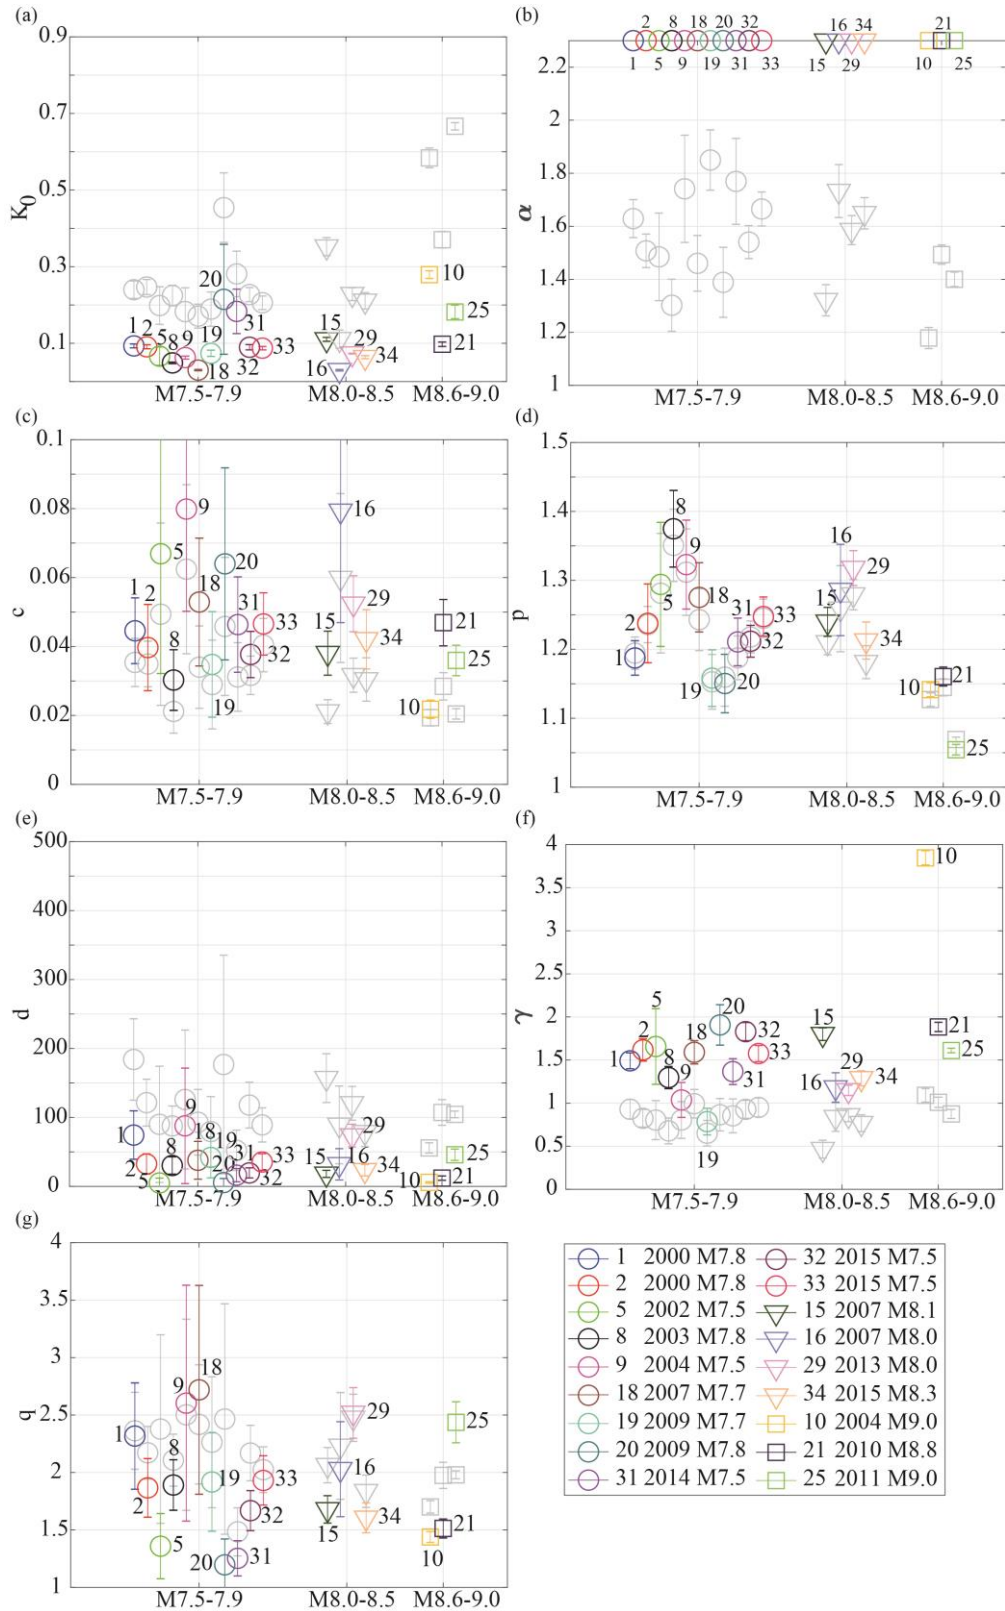 (a)
0.9
0.7
0.5
0.3
0.1
K0
1 2 5 8 9 18 19 20 31 32 33
15 16 29 34
10 21 25
M7.5-7.9 M8.0-8.5 M8.6-9.0
(b)
2 8 18 20 32 16 34 21
1 5 9 19 31 33 15 29 10 25
2.2
2
1.8
1.6
1.4
1.2
1
α
M7.5-7.9 M8.0-8.5 M8.6-9.0
(c)
0.1
0.08
0.06
0.04
0.02
0
c
1 2 5 8 9 18 19 20 31 32 33
15 16 29 34
10 21 25
M7.5-7.9 M8.0-8.5 M8.6-9.0
(d)
1.5
1.4
1.3
1.2
1.1
1
p
1 2 5 8 9 18 19 20 31 32 33
15 16 29 34
10 21 25
M7.5-7.9 M8.0-8.5 M8.6-9.0
(e)
500
400
300
200
100
0
d
1 2 5 8 9 18 19 20 31 32 33
15 16 29 34
10 21 25
M7.5-7.9 M8.0-8.5 M8.6-9.0
(f)
4
3.5
3
2.5
2
1.5
1
0.5
0
γ
1 2 5 8 9 18 19 20 31 32 33
15 16 29 34
10 21 25
M7.5-7.9 M8.0-8.5 M8.6-9.0
(g)
4
3.5
3
2.5
2
1.5
1
q
1 2 5 8 9 18 19 20 31 32 33
15 16 29 34
10 21 25
M7.5-7.9 M8.0-8.5 M8.6-9.0
1 2000 M7.8
2 2000 M7.8
5 2002 M7.5
8 2003 M7.8
9 2004 M7.5
18 2007 M7.7
19 2009 M7.7
20 2009 M7.8
31 2014 M7.5
32 2015 M7.5
33 2015 M7.5
15 2007 M8.1
16 2007 M8.0
29 2013 M8.0
34 2015 M8.3
10 2004 M9.0
21 2010 M8.8
25 2011 M9.0